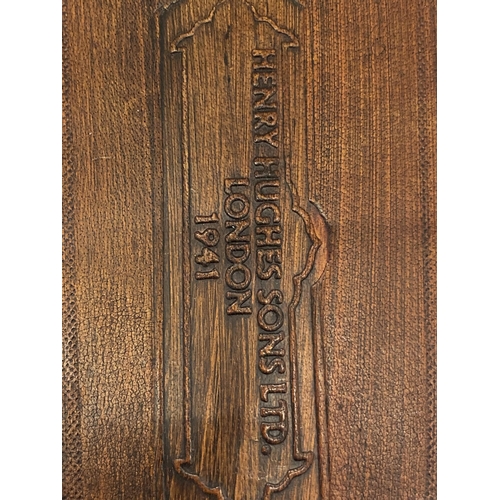 HENRY HUGHES SONS LTD.
LONDON
1941